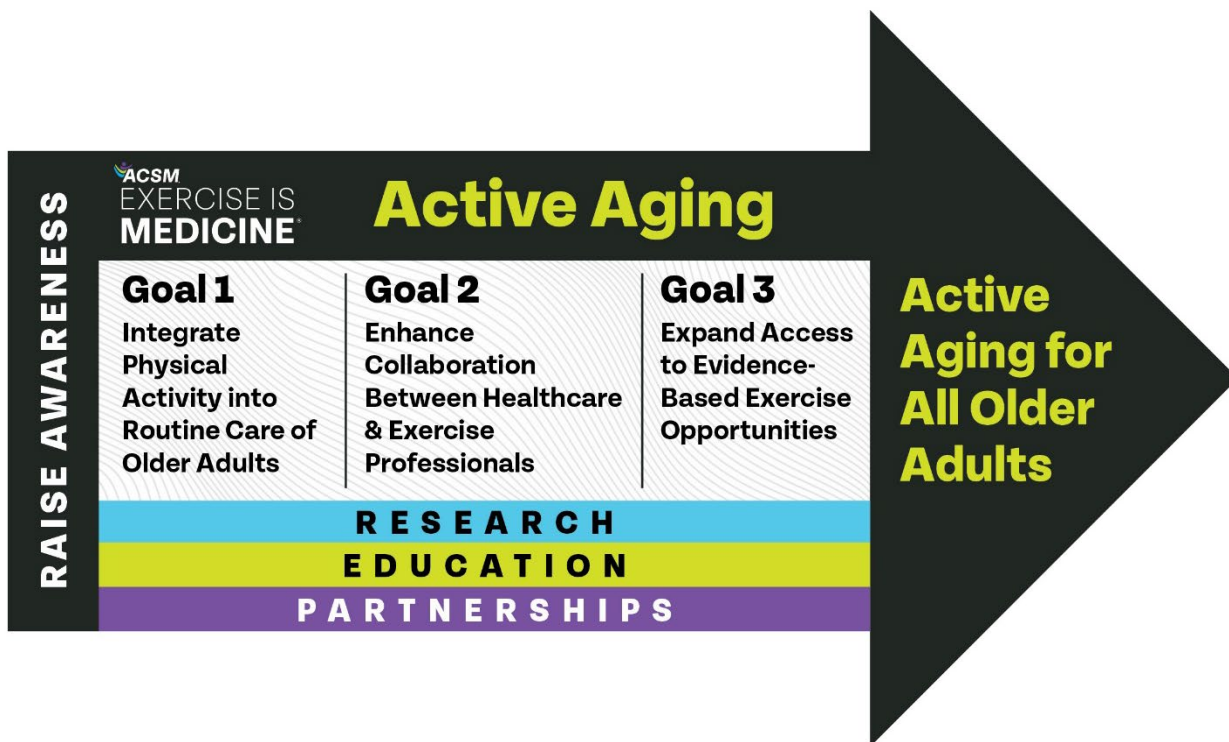 RAISE AWARENESS
ACSM
EXERCISE IS
MEDICINE®
Active Aging
Goal 1
Integrate
Physical
Activity into
Routine Care of
Older Adults
Goal 2
Enhance
Collaboration
Between Healthcare
& Exercise
Professionals
Goal 3
Expand Access
to Evidence-
Based Exercise
Opportunities
RESEARCH
EDUCATION
PARTNERSHIPS
Active
Aging for
All Older
Adults